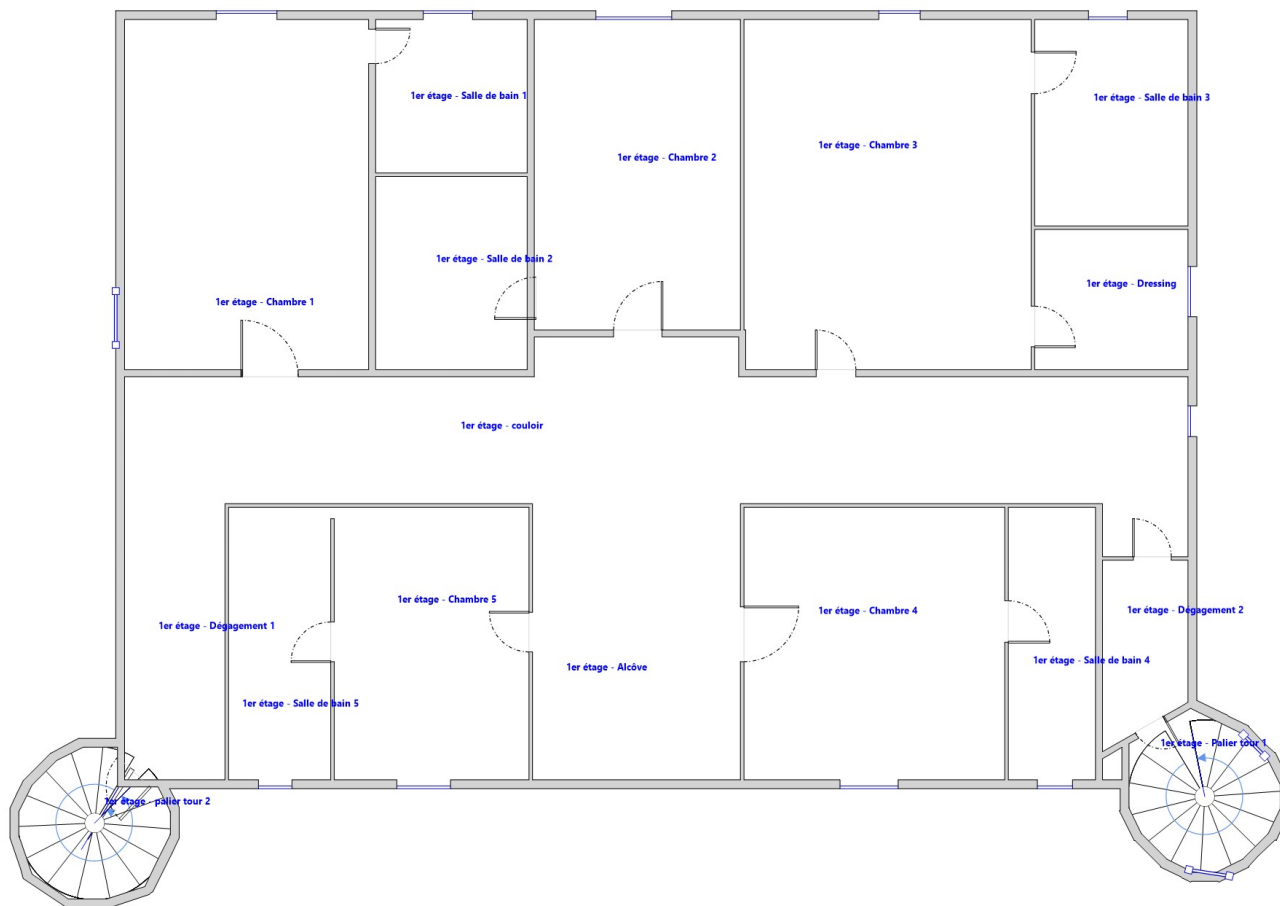 1er étage - Salle de bain 1
1er étage - Salle de bain 3
1er étage - Chambre 3
1er étage - Chambre 2
1er étage - Salle de bain 2
1er étage - Dressing
1er étage - Chambre 1
1er étage - couloir
1er étage - Chambre 5
1er étage - Chambre 4
1er étage - Dégagement 2
1er étage - Dégagement 1
1er étage - Salle de bain 4
1er étage - Alcôve
1er étage - Salle de bain 5
1er étage - Palier tour 1
1er étage - palier tour 2